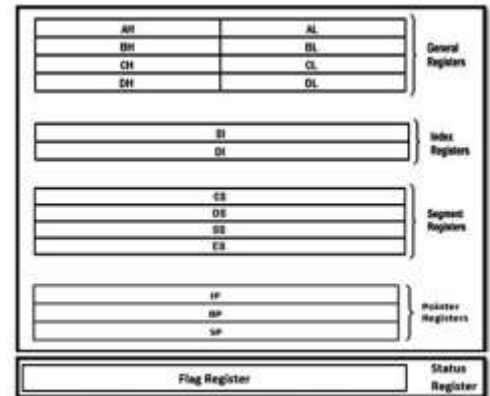 AH AL
BH BL
CH CL
DH DL
General
Registers
DI
Index
Registers
CS
DS
SS
ES
Segment
Registers
IP
BP
SP
Pointer
Registers
Flag Register
Status
Register